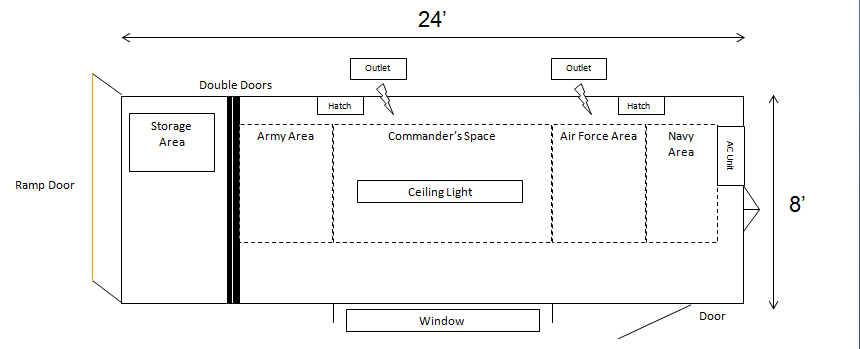 24’
Outlet
Outlet
Double Doors
Hatch
Hatch
Storage
Area
Army Area
Commander’s Space
Air Force Area
Navy
Area
AC Unit
Ramp Door
Ceiling Light
8’
Window
Door